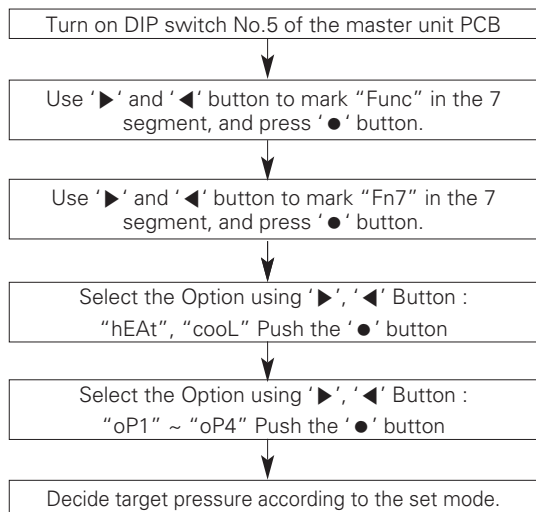 Turn on DIP switch No.5 of the master unit PCB
Use ‘▶‘ and ‘◀‘ button to mark “Func” in the 7
segment, and press ‘●‘ button.
Use ‘▶‘ and ‘◀‘ button to mark “Fn7” in the 7
segment, and press ‘●‘ button.
Select the Option using ‘▶’, ‘◀’ Button :
“hEAt”, “cooL” Push the ‘●’ button
Select the Option using ‘▶’, ‘◀’ Button :
“oP1” ~ “oP4” Push the ‘●’ button
Decide target pressure according to the set mode.